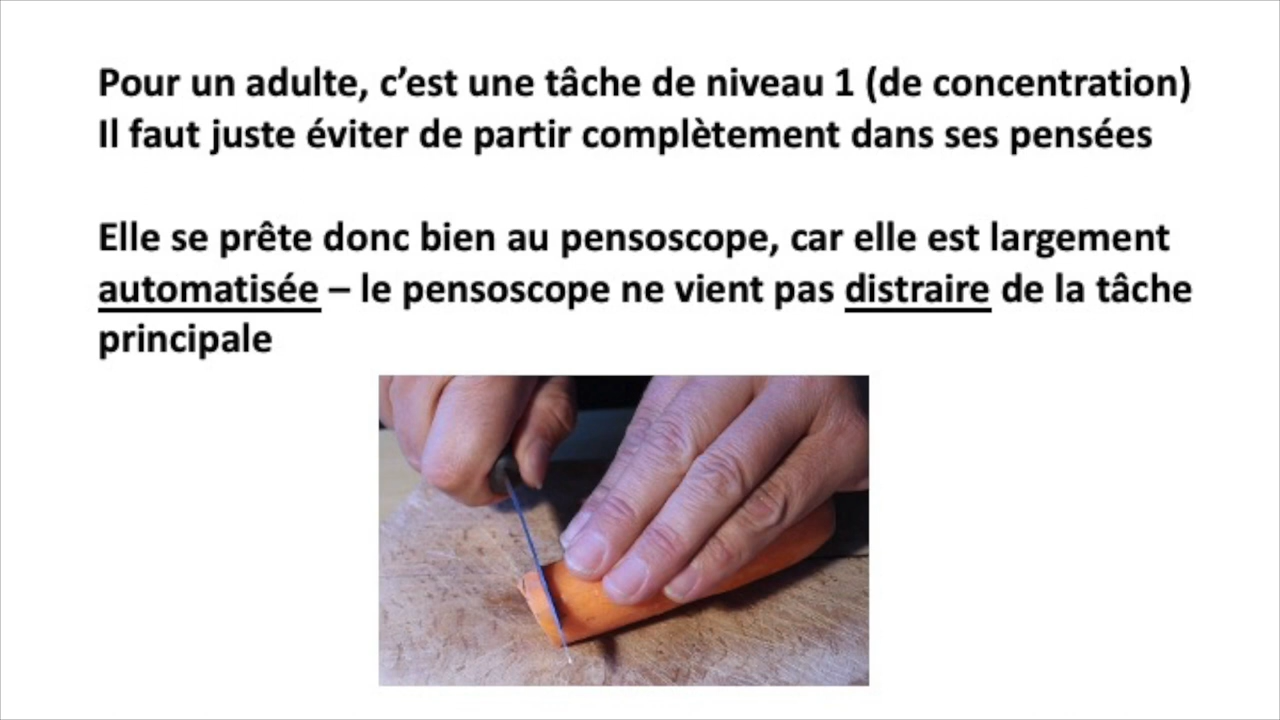 Pour un adulte, c’est une tâche de niveau 1 (de concentration)
Il faut juste éviter de partir complètement dans ses pensées
Elle se prête donc bien au pensoscope, car elle est largement
automatisée – le pensoscope ne vient pas distraire de la tâche
principale